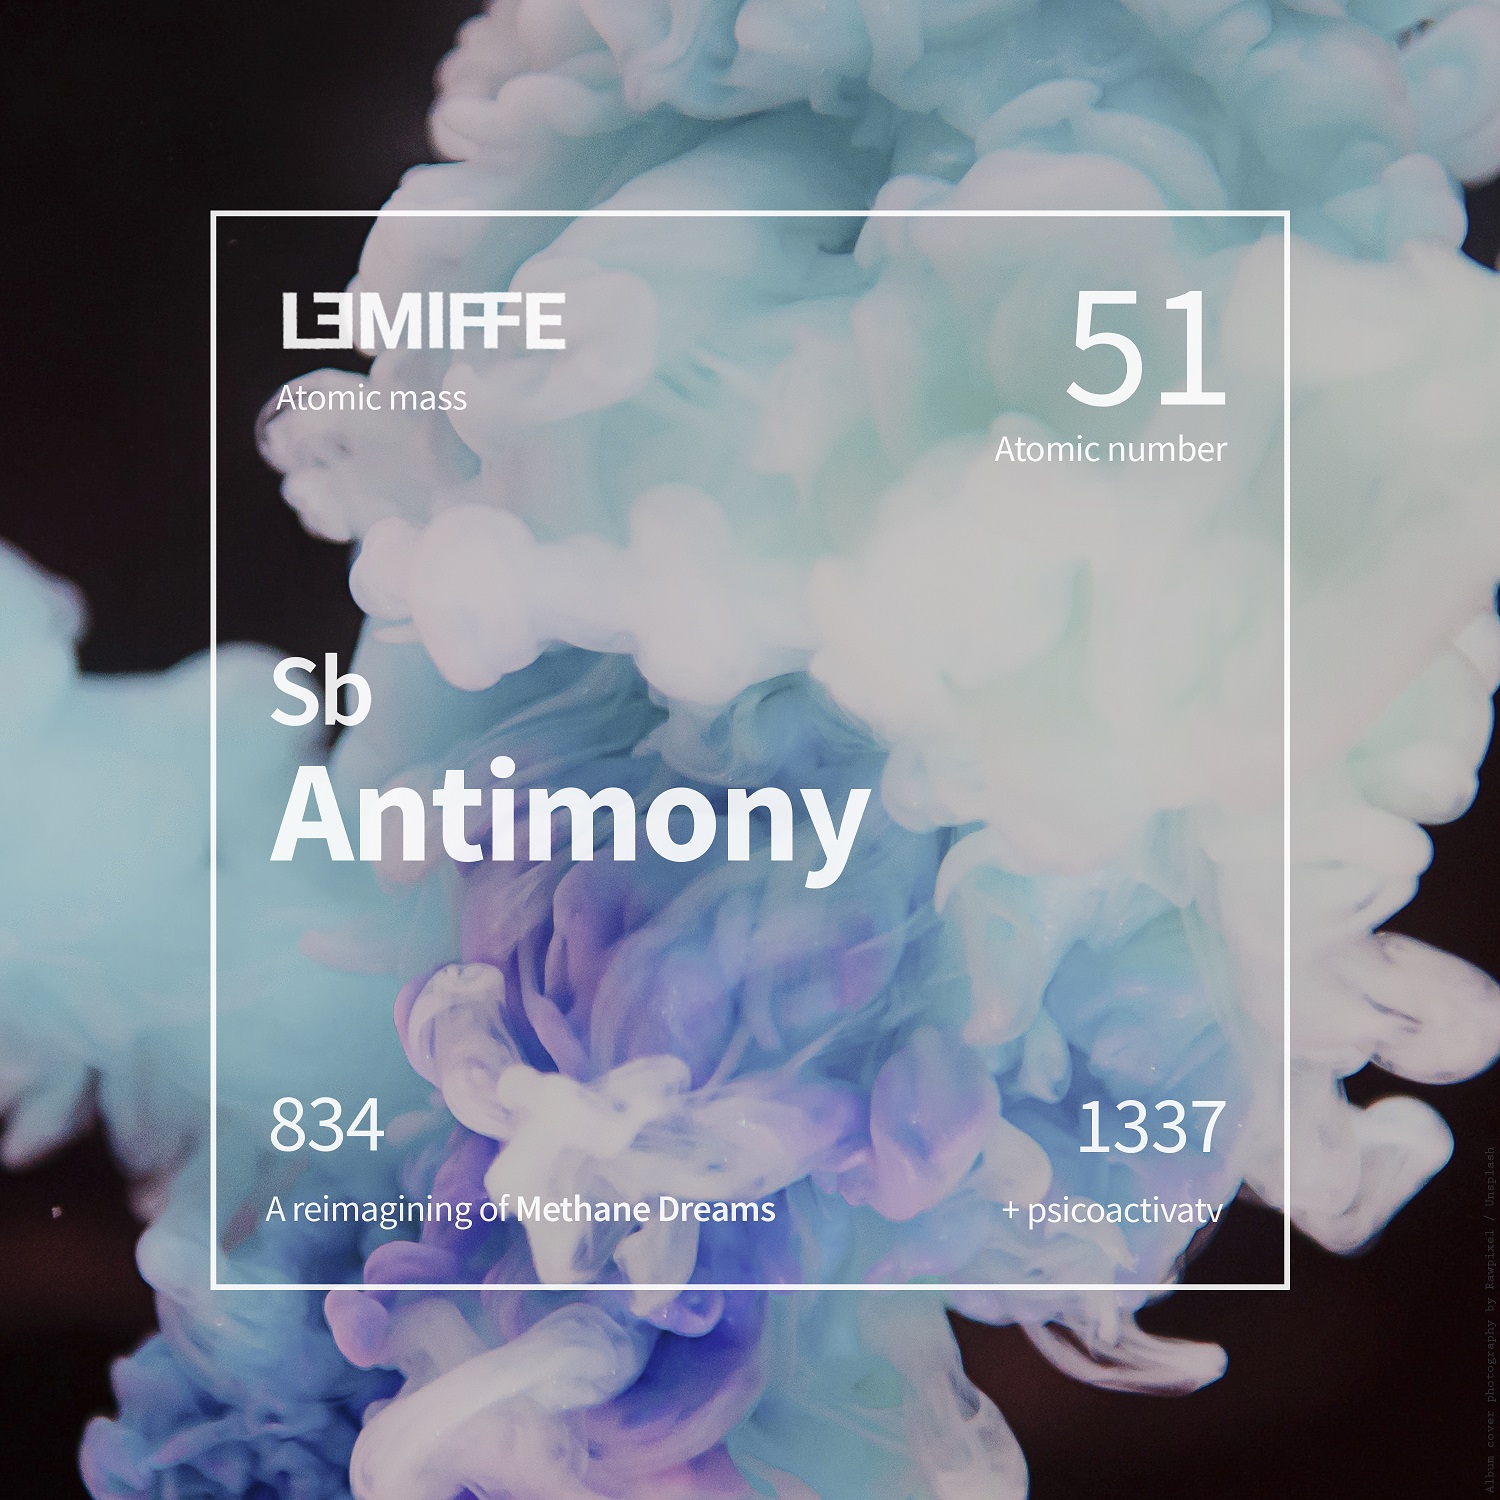 LEMIFFE
Atomic mass
51
Atomic number
Sb
Antimony
834
A reimagining of Methane Dreams
1337
+ psicoactivatv
Album cover photography by Rawpixel / Unsplash